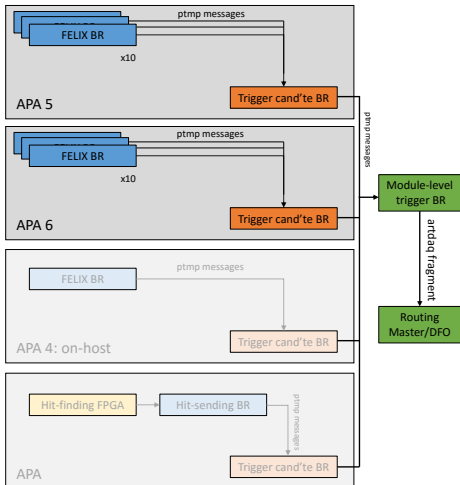 ptmp messages
FELIX BR
x10
Trigger cand'te BR
APA 5
ptmp messages
FELIX BR
x10
Trigger cand'te BR
APA 6
Module-level
trigger BR
artdaq fragment
Routing
Master/DFO
ptmp messages
FELIX BR
Trigger cand'te BR
APA 4: on-host
Hit-finding FPGA
Hit-sending BR
ptmp messages
Trigger cand'te BR
APA